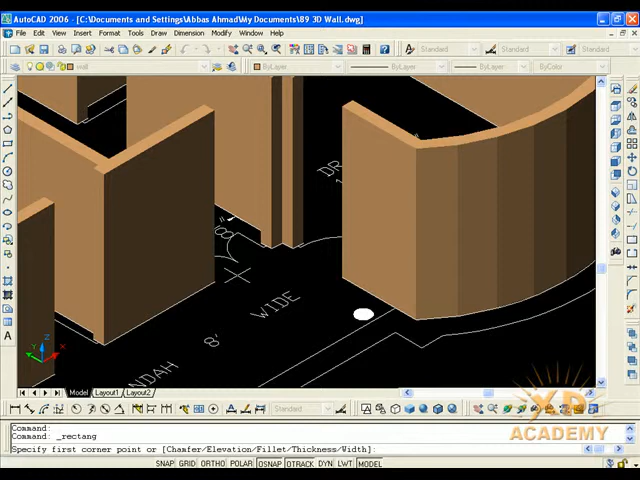 AutoCAD 2006 - [C:\Documents and Settings\Abbas Ahmad\My Documents\89 3D Wall.dwg]
File Edit View Insert Format Tools Draw Dimension Modify Window Help
Standard Standard Standard
wall ByLayer ByLayer ByLayer ByColor
DR
8"
WIDE
8'
NDAH
Z
Y X
Model Layout1 Layout2
Standard
Command:
Command: _rectang
Specify first corner point or [Chamfer/Elevation/Fillet/Thickness/Width]:
XD
ACADEMY
SNAP GRID ORTHO POLAR OSNAP OTRACK DYN LWT MODEL